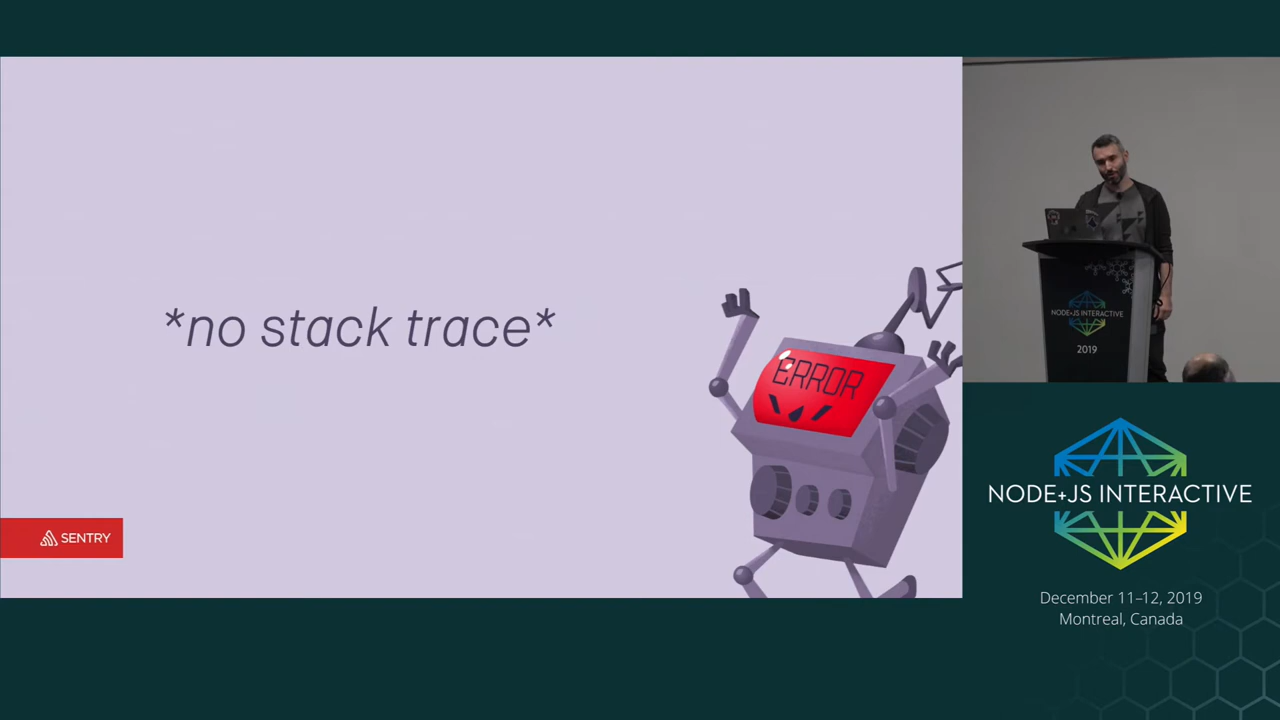 *no stack trace*
ERROR
SENTRY
NODE+JS INTERACTIVE
2019
NODE+JS INTERACTIVE
December 11–12, 2019
Montreal, Canada